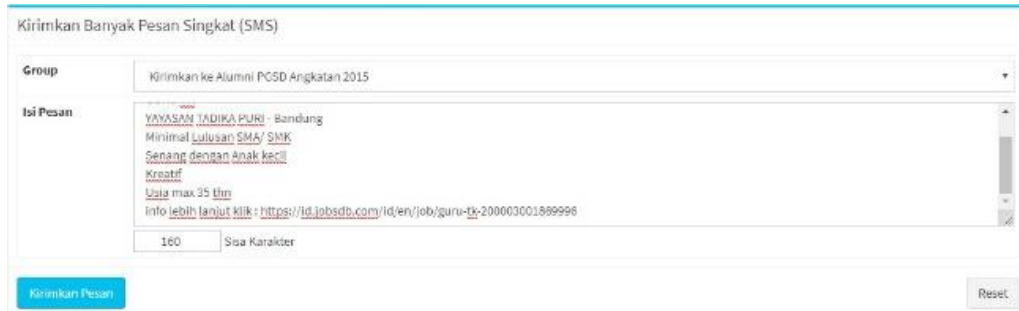 Kirimkan Banyak Pesan Singkat (SMS)
Group
Kirimkan ke Alumni PGSD Angkatan 2015
Isi Pesan
YAYASAN TADIKA PURI - Bandung
Minimal Lulusan SMA/ SMK
Senang dengan Anak kecil
Kreatif
Usia max 35 thn
info lebih lanjut klik : https://id.jobsdb.com/id/en/job/guru-tk-200003001869996
160 Sisa Karakter
Kirimkan Pesan
Reset